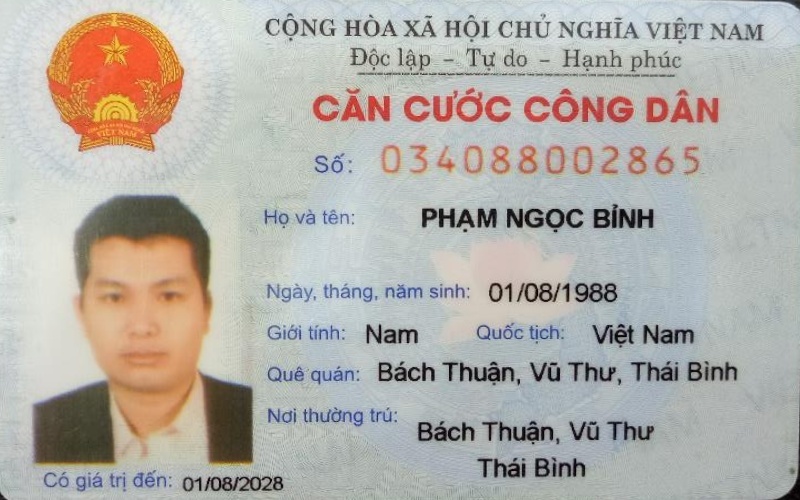 CỘNG HÒA XÃ HỘI CHỦ NGHĨA VIỆT NAM
Độc lập - Tự do - Hạnh phúc
CĂN CƯỚC CÔNG DÂN
Số: 034088002865
Họ và tên: PHẠM NGỌC BỈNH
Ngày, tháng, năm sinh: 01/08/1988
Giới tính: Nam Quốc tịch: Việt Nam
Quê quán: Bách Thuận, Vũ Thư, Thái Bình
Nơi thường trú: Bách Thuận, Vũ Thư
Thái Bình
Có giá trị đến: 01/08/2028
VIỆT NAM